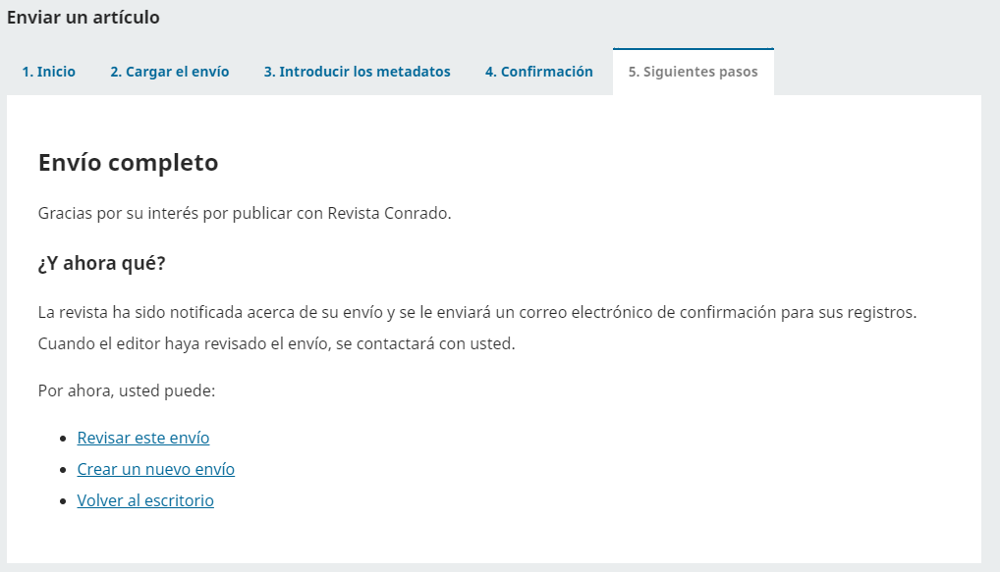 Enviar un artículo
1. Inicio
2. Cargar el envío
3. Introducir los metadatos
4. Confirmación
5. Siguientes pasos
Envío completo
Gracias por su interés por publicar con Revista Conrado.
¿Y ahora qué?
La revista ha sido notificada acerca de su envío y se le enviará un correo electrónico de confirmación para sus registros.
Cuando el editor haya revisado el envío, se contactará con usted.
Por ahora, usted puede:
Revisar este envío
Crear un nuevo envío
Volver al escritorio